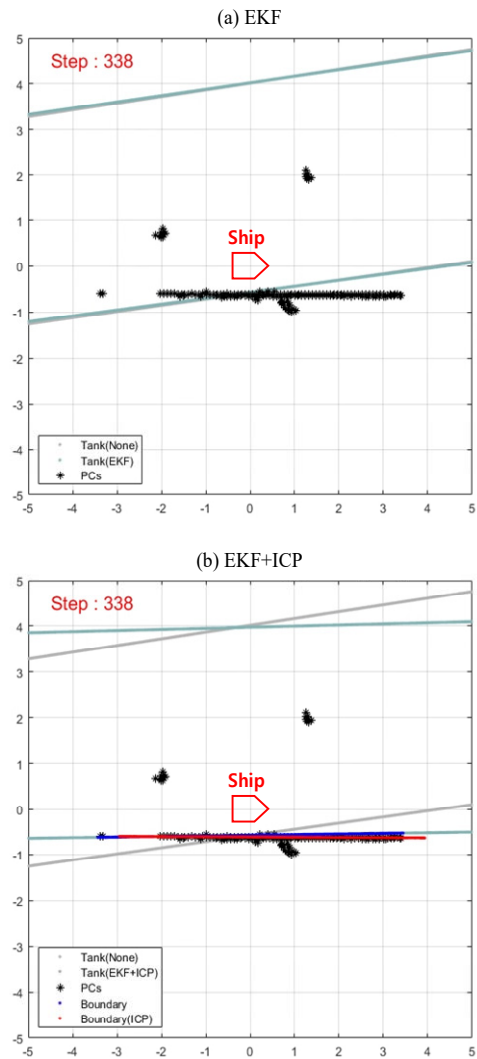 (a) EKF
5
4
3
2
1
0
-1
-2
-3
-4
-5
Step : 338
Ship
Tank(None)
Tank(EKF)
PCs
-5 -4 -3 -2 -1 0 1 2 3 4 5
(b) EKF+ICP
5
4
3
2
1
0
-1
-2
-3
-4
-5
Step : 338
Ship
Tank(None)
Tank(EKF+ICP)
PCs
Boundary
Boundary(ICP)
-5 -4 -3 -2 -1 0 1 2 3 4 5